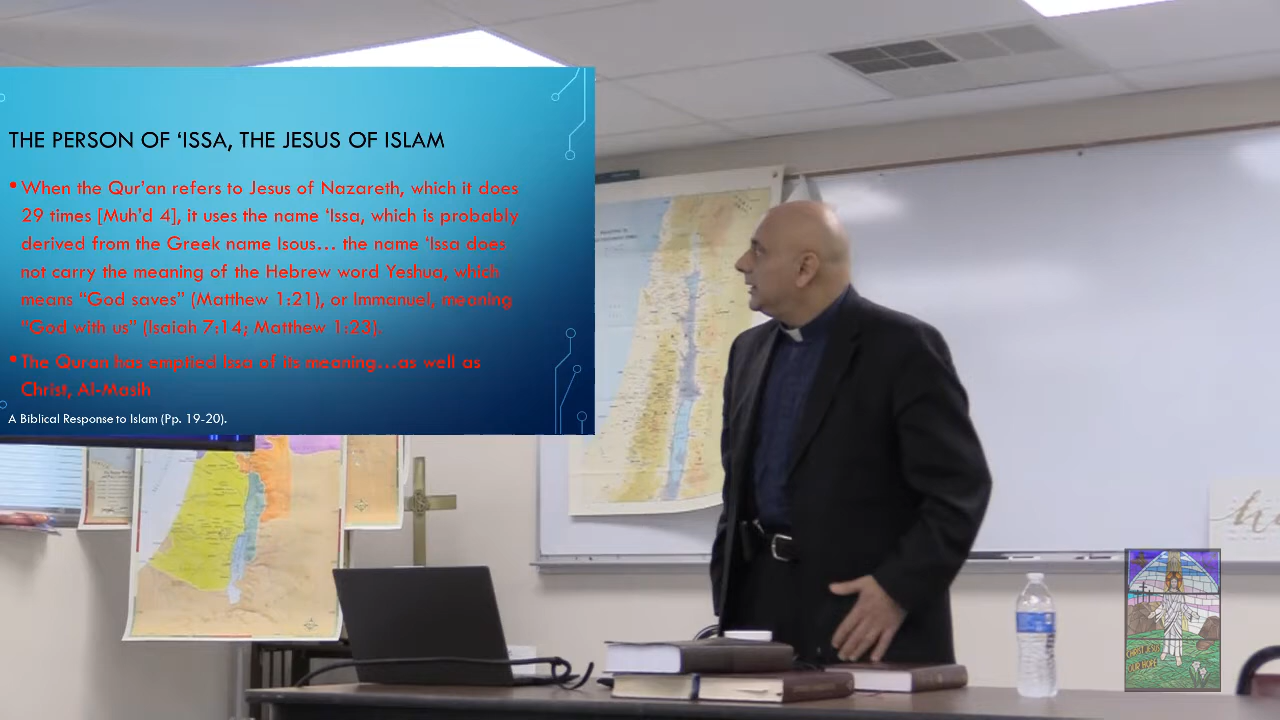 THE PERSON OF ‘ISSA, THE JESUS OF ISLAM
• When the Qur’an refers to Jesus of Nazareth, which it does
29 times [Muh’d 4], it uses the name ‘Issa, which is probably
derived from the Greek name Isous… the name ‘Issa does
not carry the meaning of the Hebrew word Yeshua, which
means “God saves” (Matthew 1:21), or Immanuel, meaning
“God with us” (Isaiah 7:14; Matthew 1:23).
• The Quran has emptied Issa of its meaning…as well as
Christ, Al-Masih
A Biblical Response to Islam (Pp. 19-20).
CHRIST JESUS
OUR HOPE